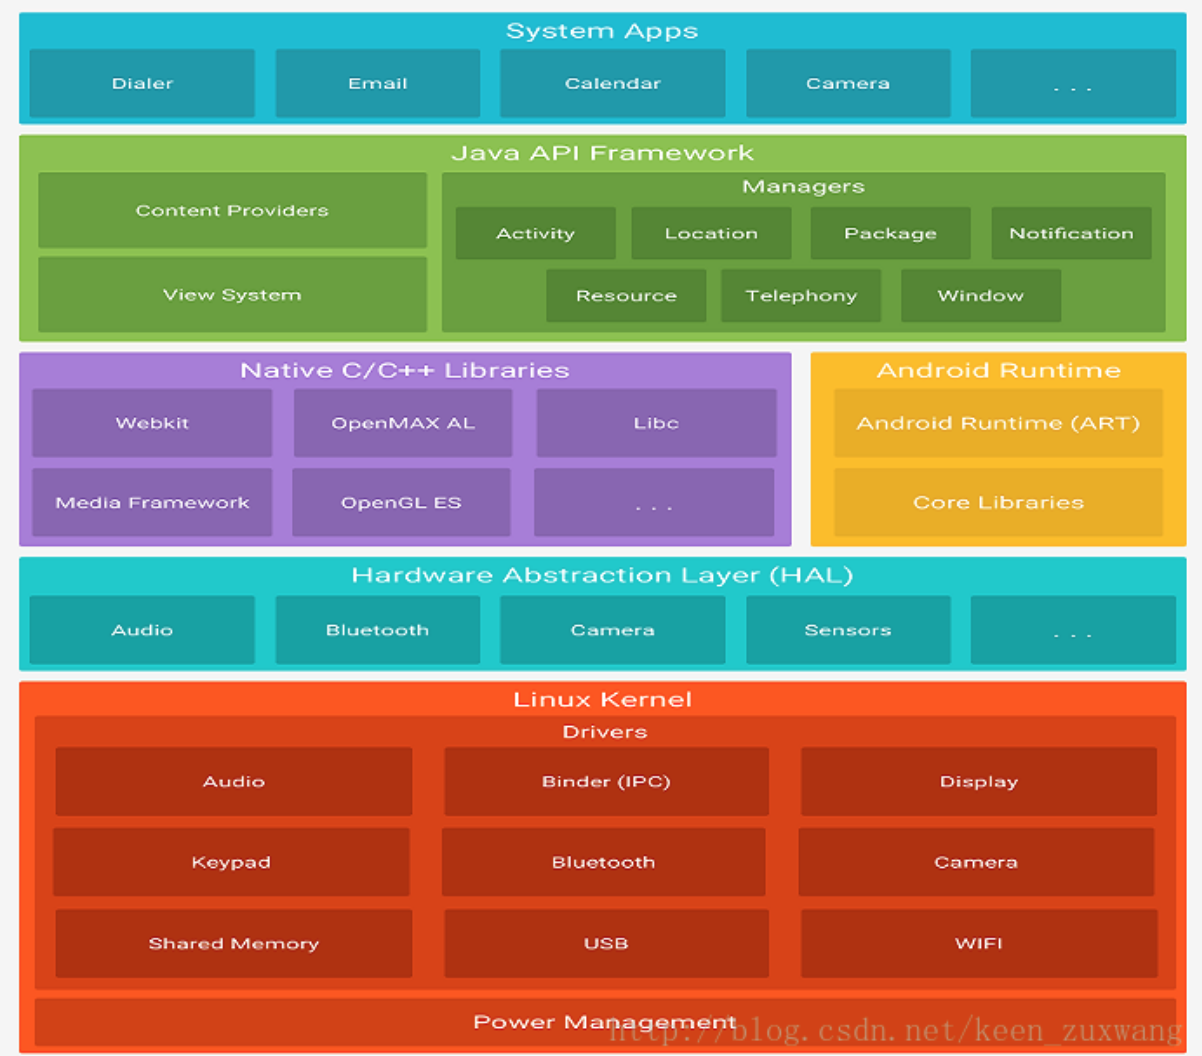 System Apps
Dialer Email Calendar Camera ...
Java API Framework
Content Providers
View System
Managers
Activity Location Package Notification
Resource Telephony Window
Native C/C++ Libraries
Webkit OpenMAX AL Libc
Media Framework OpenGL ES ...
Android Runtime
Android Runtime (ART)
Core Libraries
Hardware Abstraction Layer (HAL)
Audio Bluetooth Camera Sensors ...
Linux Kernel
Drivers
Audio Binder (IPC) Display
Keypad Bluetooth Camera
Shared Memory USB WIFI
Power Management
http://blog.csdn.net/keen_zuxwang